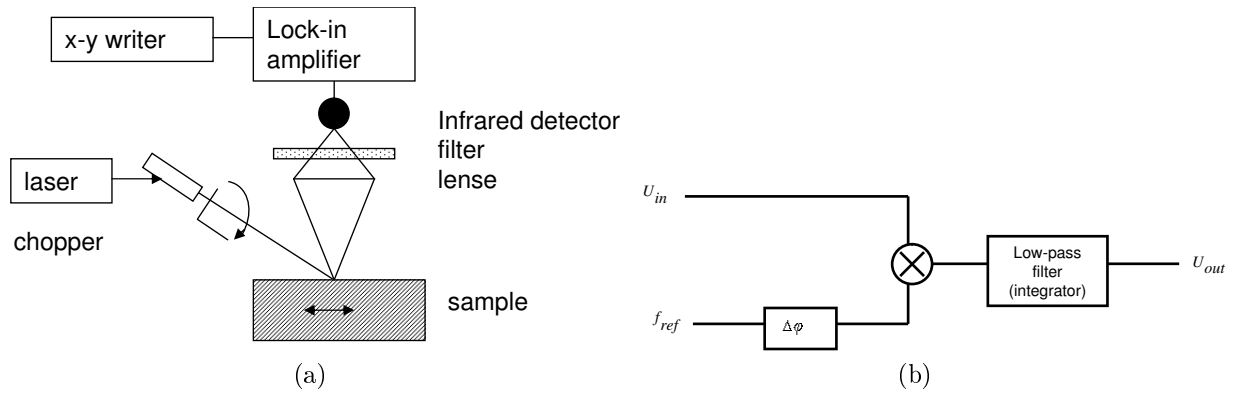 x-y writer
Lock-in
amplifier
Infrared detector
filter
lense
laser
chopper
sample
(a)
U_in
f_ref
Δφ
Low-pass
filter
(integrator)
U_out
(b)